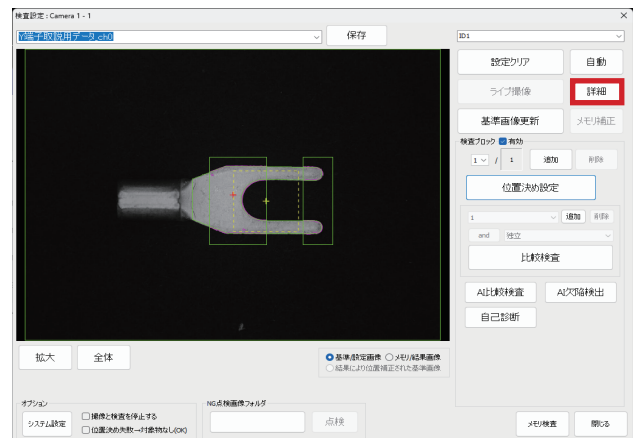 検査設定 : Camera 1 - 1
Y端子取説用データ.ch0
保存
ID1
設定クリア
自動
ライブ撮像
詳細
基準画像更新
メモリ補正
検査ブロック
有効
1 / 1
追加
削除
位置決め設定
1
追加
削除
and
独立
比較検査
AI比較検査
AI欠陥検出
自己診断
拡大
全体
基準/設定画像
メモリ/結果画像
結果により位置補正された基準画像
オプション
システム設定
撮像と検査を停止する
位置決め失敗→対象物なし(OK)
NG点検画像フォルダ
点検
メモリ検査
閉じる